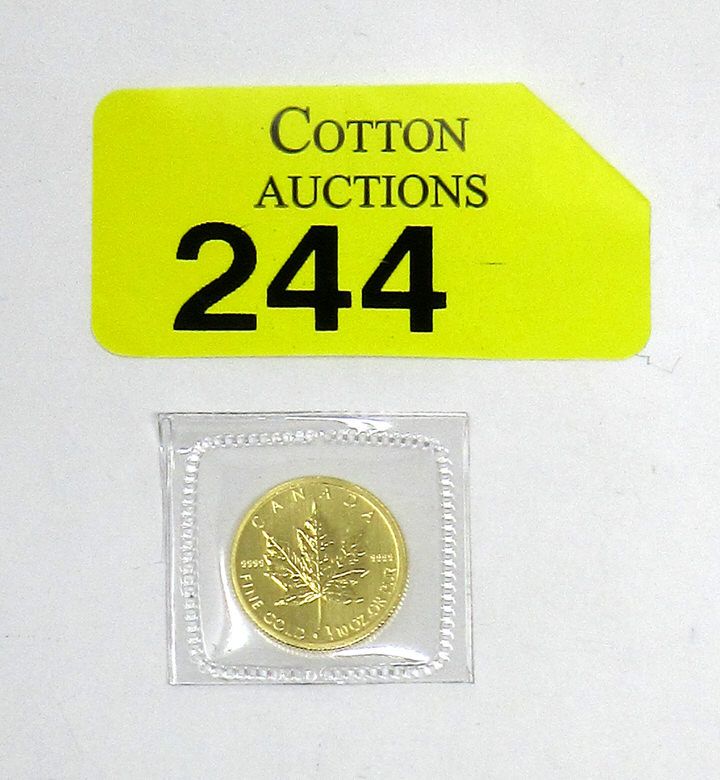 COTTON
AUCTIONS
244
CANADA
9999 9999
FINE GOLD • 1/10 OZ OR PUR